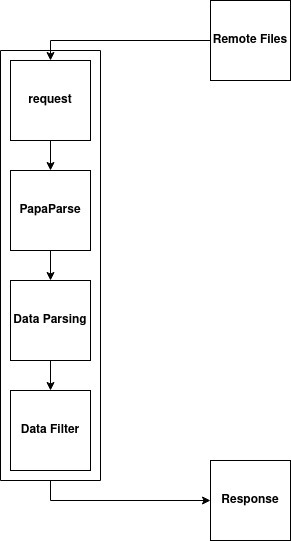 Remote Files
request
PapaParse
Data Parsing
Data Filter
Response